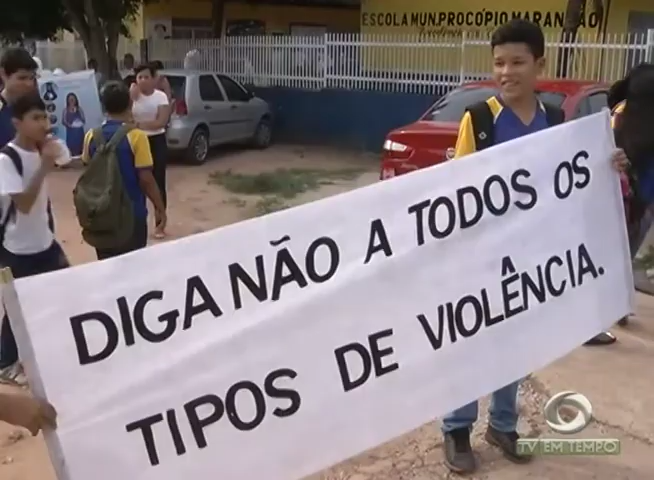 ESCOLA MUN. PROCÓPIO MARANHÃO
DIGA NÃO A TODOS OS
TIPOS DE VIOLÊNCIA.
TV EM TEMPO